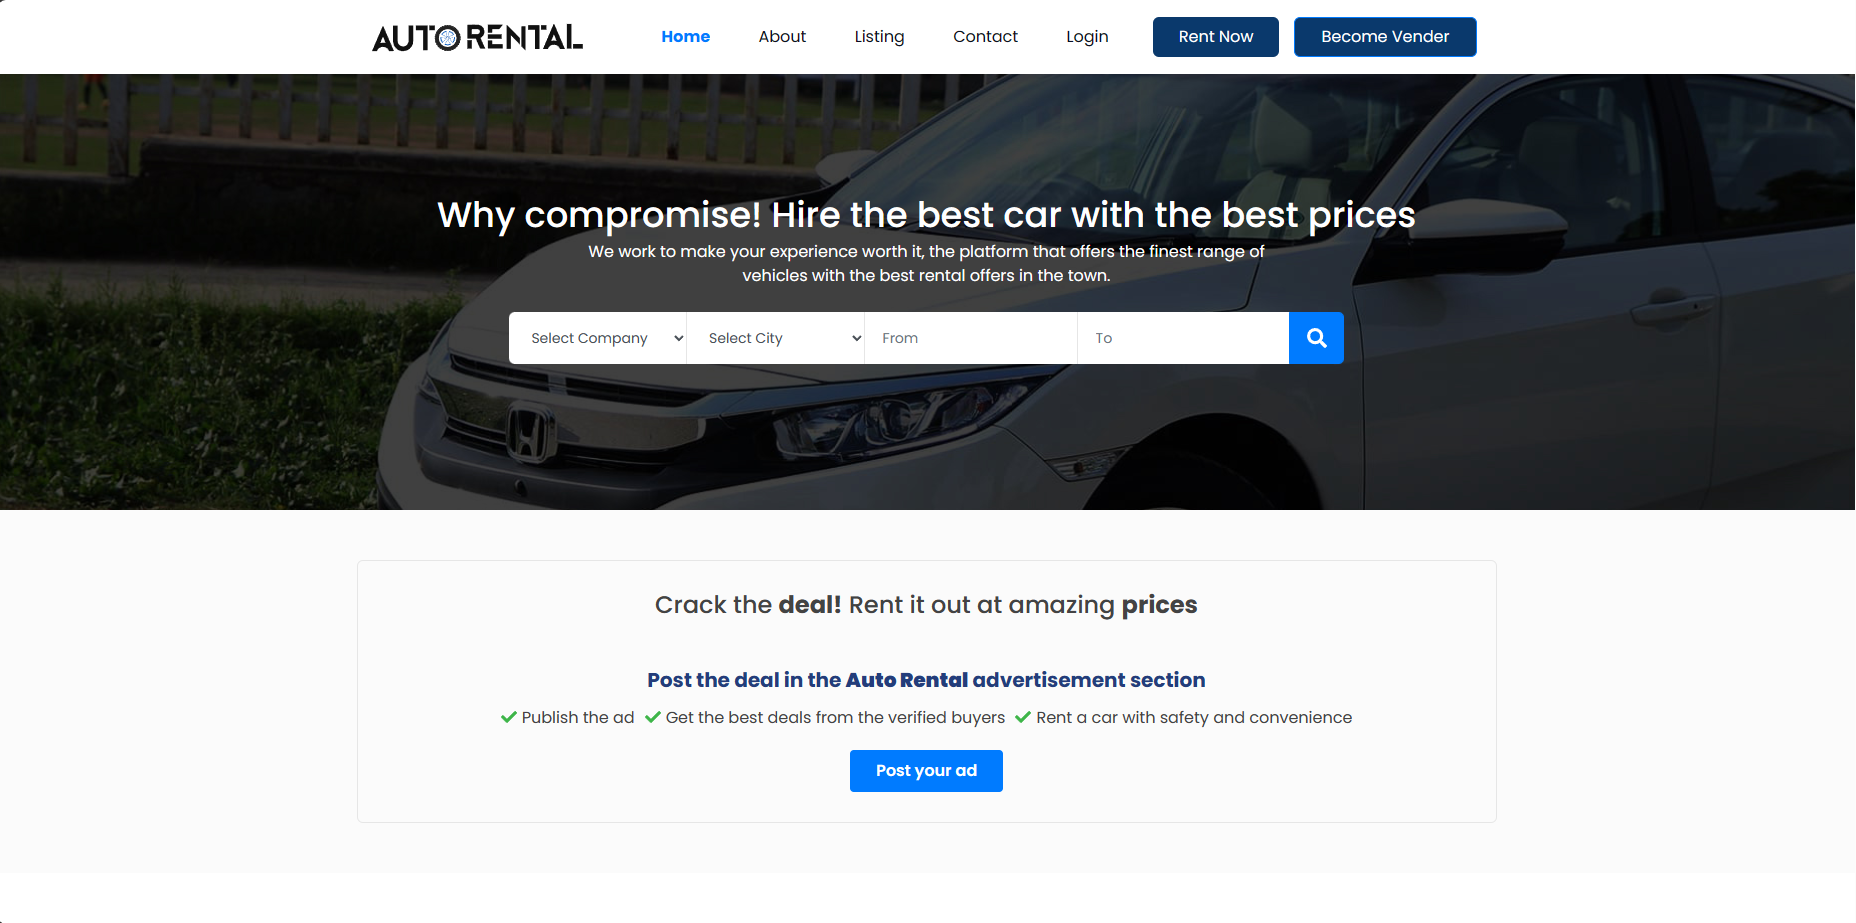 AUTO RENTAL
Home
About
Listing
Contact
Login
Rent Now
Become Vender
Why compromise! Hire the best car with the best prices
We work to make your experience worth it, the platform that offers the finest range of
vehicles with the best rental offers in the town.
Select Company
Select City
From
To
Crack the deal! Rent it out at amazing prices
Post the deal in the Auto Rental advertisement section
Publish the ad
Get the best deals from the verified buyers
Rent a car with safety and convenience
Post your ad